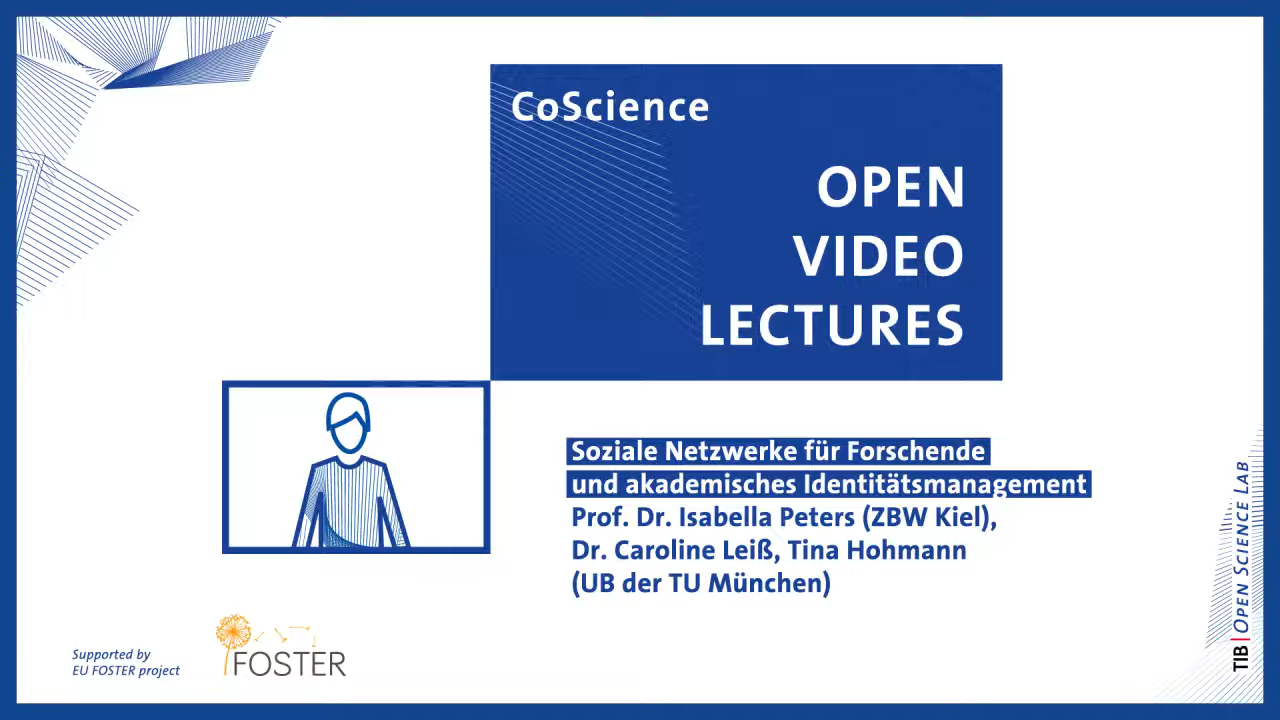 CoScience
OPEN
VIDEO
LECTURES
Soziale Netzwerke für Forschende
und akademisches Identitätsmanagement
Prof. Dr. Isabella Peters (ZBW Kiel),
Dr. Caroline Leiß, Tina Hohmann
(UB der TU München)
Supported by
EU FOSTER project
FOSTER
TIB | OPEN SCIENCE LAB